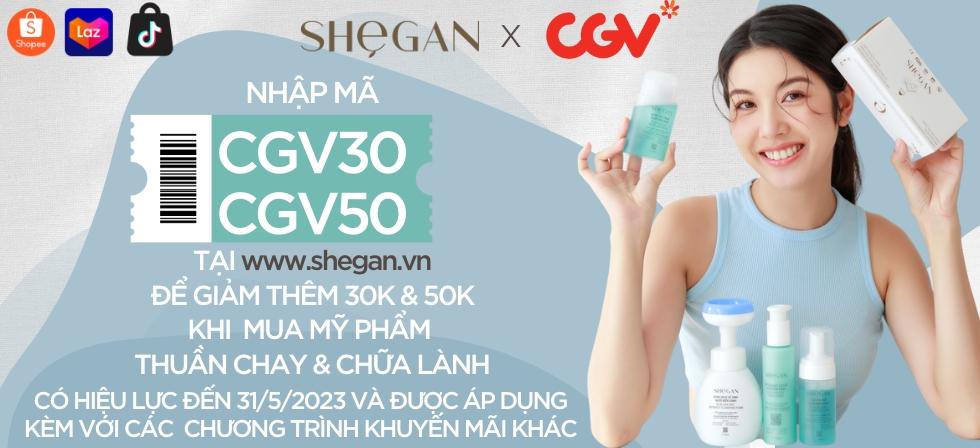 Shopee
Laz
SHEGAN X CGV
NHẬP MÃ
CGV30
CGV50
TẠI www.shegan.vn
ĐỂ GIẢM THÊM 30K & 50K
KHI MUA MỸ PHẨM
THUẦN CHAY & CHỮA LÀNH
CÓ HIỆU LỰC ĐẾN 31/5/2023 VÀ ĐƯỢC ÁP DỤNG
KÈM VỚI CÁC CHƯƠNG TRÌNH KHUYẾN MÃI KHÁC
SHEGAN
SHEGAN